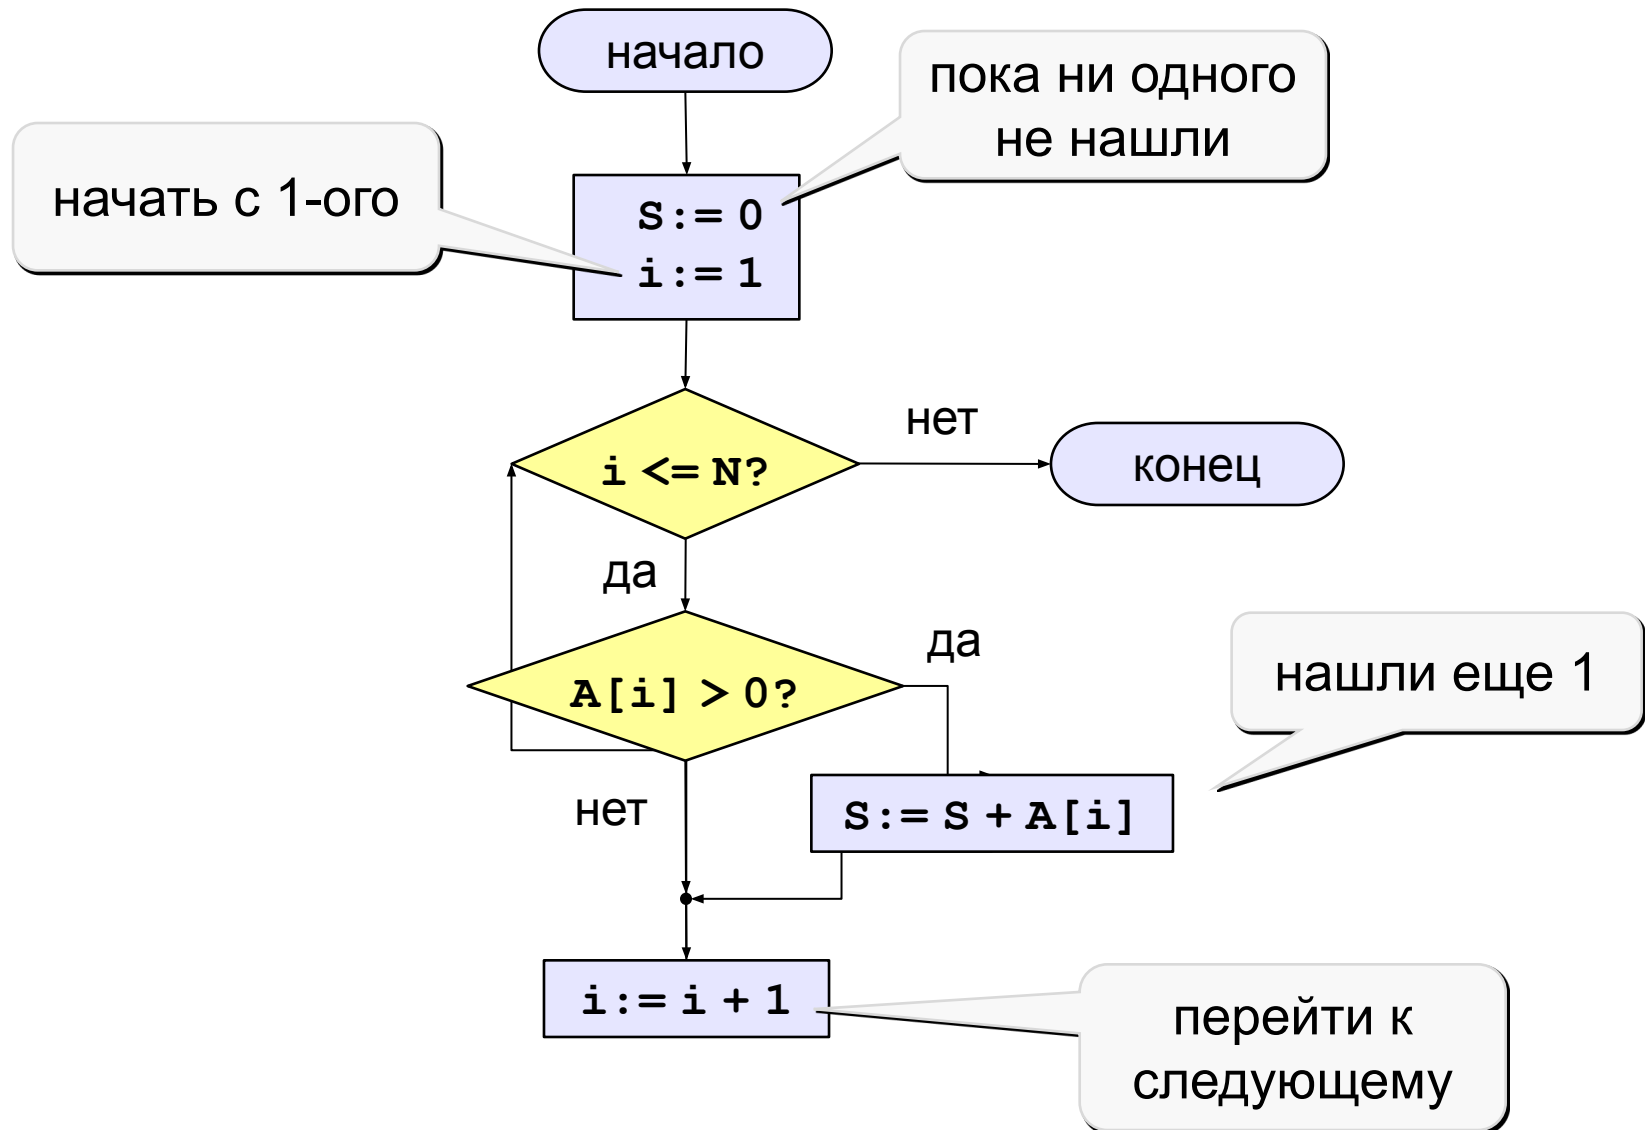 начало
пока ни одного
не нашли
начать с 1-ого
S:= 0
i:= 1
нет
i <= N?
конец
да
да
нашли еще 1
A[i] > 0?
нет
S:= S + A[i]
i:= i + 1
перейти к
следующему